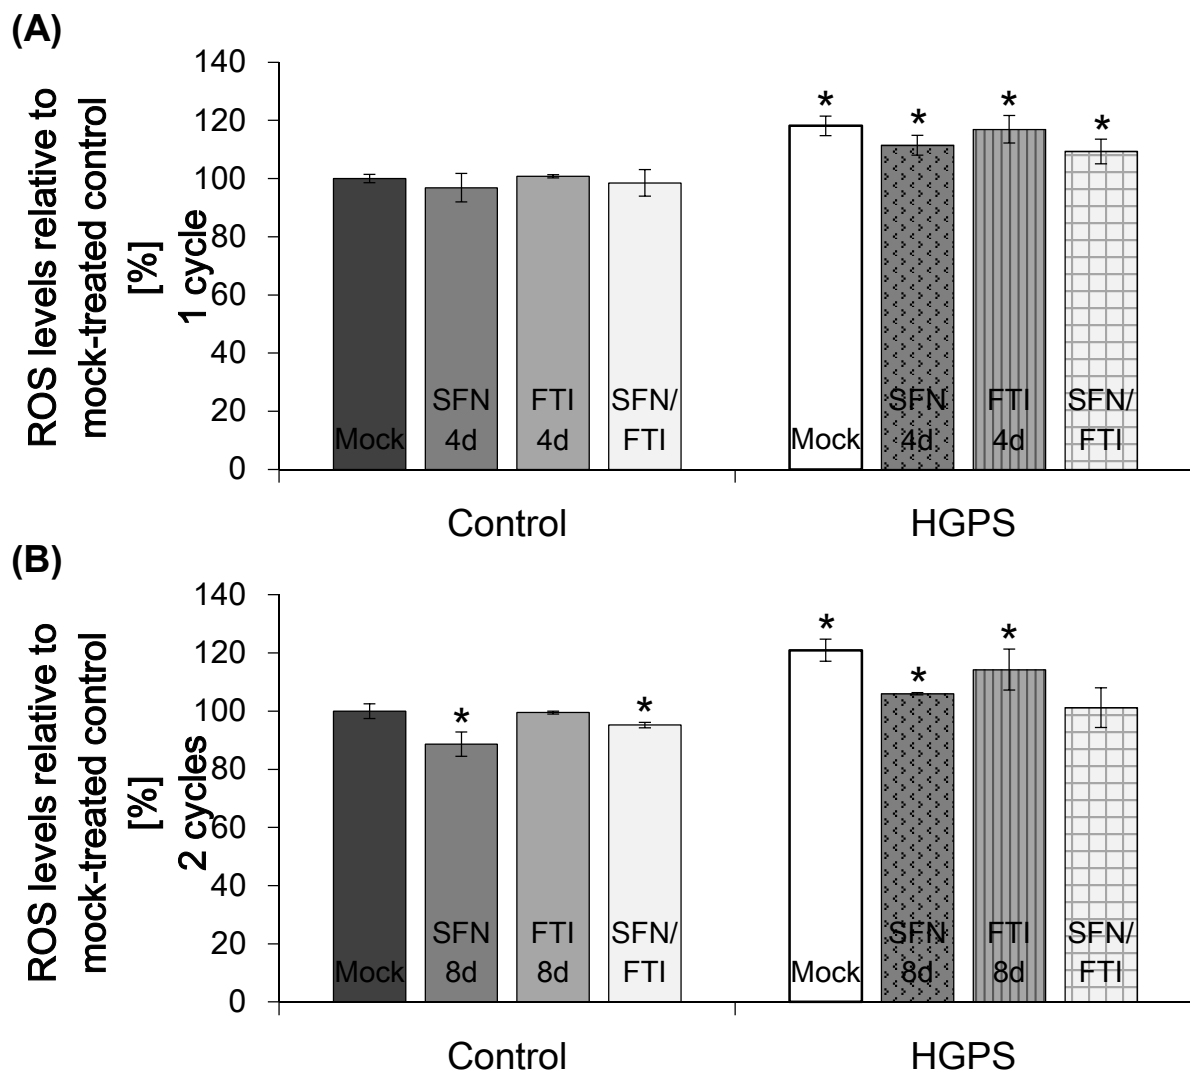 (A)
ROS levels relative to
mock-treated control
[%]
1 cycle
140
120
100
80
60
40
20
0
* * * *
Mock
SFN
4d
FTI
4d
SFN/
FTI
Mock
SFN
4d
FTI
4d
SFN/
FTI
Control
HGPS
(B)
ROS levels relative to
mock-treated control
[%]
2 cycles
140
120
100
80
60
40
20
0
* * * * *
Mock
SFN
8d
FTI
8d
SFN/
FTI
Mock
SFN
8d
FTI
8d
SFN/
FTI
Control
HGPS